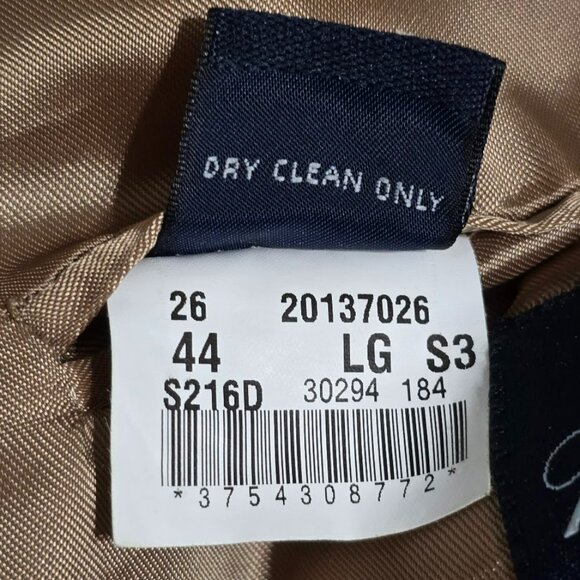 DRY CLEAN ONLY
26 20137026
44 LG S3
S216D 30294 184
*3754308772*